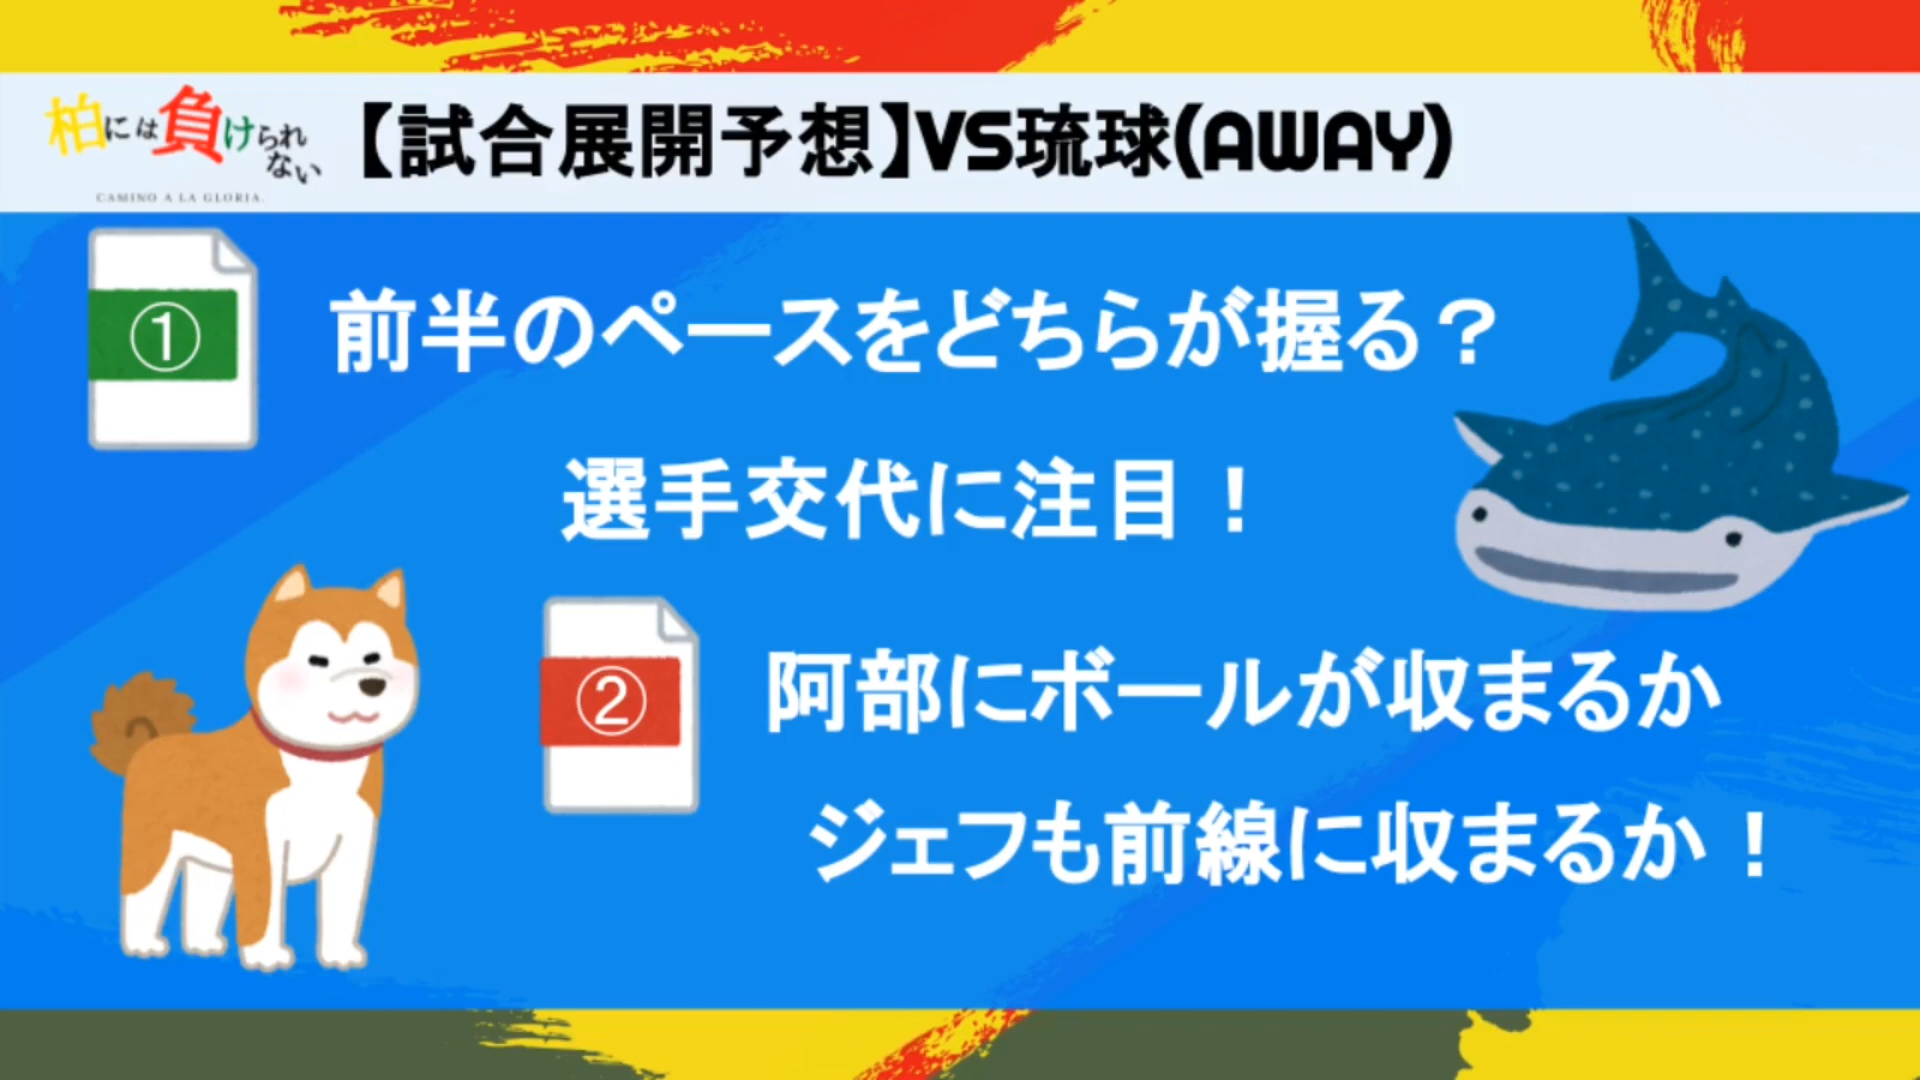 柏には負けられない
CAMINO A LA GLORIA.
【試合展開予想】VS琉球(AWAY)
①
前半のペースをどちらが握る？
選手交代に注目！
②
阿部にボールが収まるか
ジェフも前線に収まるか！